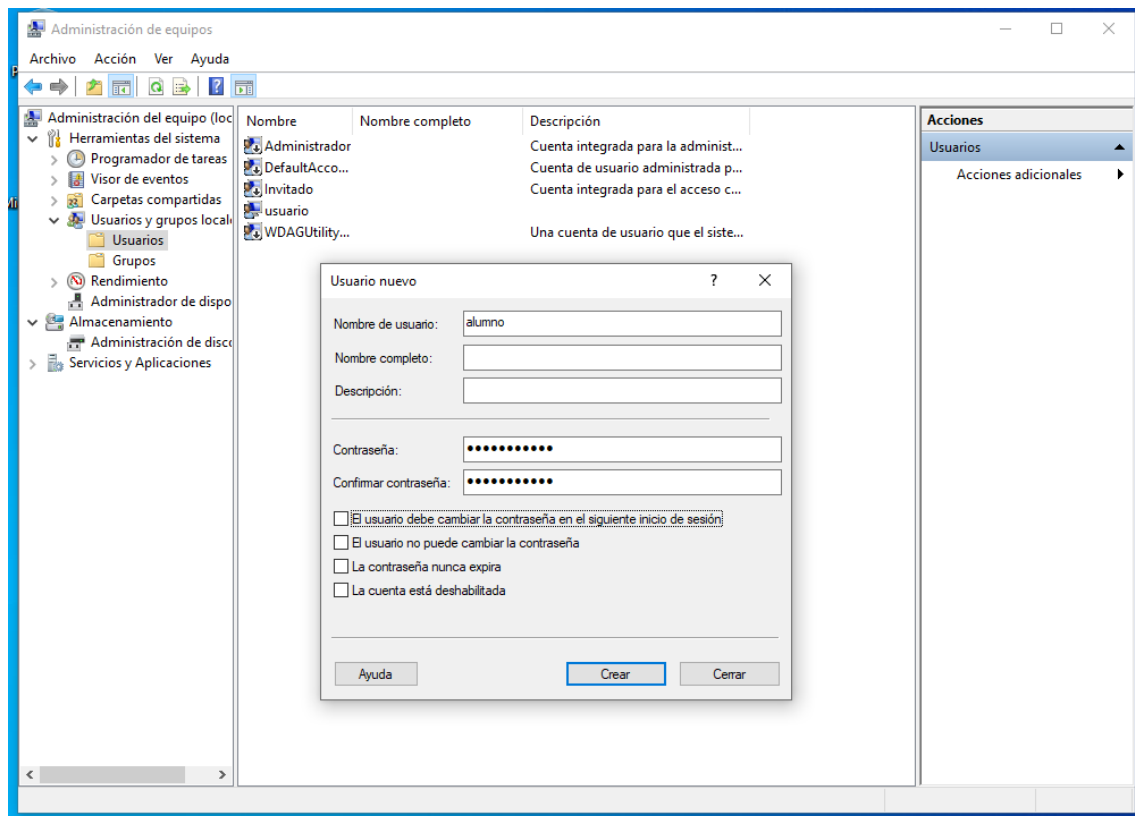 Administración de equipos
Archivo Acción Ver Ayuda
Administración del equipo (loc
Herramientas del sistema
Programador de tareas
Visor de eventos
Carpetas compartidas
Usuarios y grupos local
Usuarios
Grupos
Rendimiento
Administrador de dispo
Almacenamiento
Administración de disco
Servicios y Aplicaciones
Nombre Nombre completo Descripción
Administrador Cuenta integrada para la administ...
DefaultAcco... Cuenta de usuario administrada p...
Invitado Cuenta integrada para el acceso c...
usuario
WDAGUtility... Una cuenta de usuario que el siste...
Acciones
Usuarios
Acciones adicionales
Usuario nuevo ?
Nombre de usuario: alumno
Nombre completo:
Descripción:
Contraseña: •••••••••••
Confirmar contraseña: •••••••••••
El usuario debe cambiar la contraseña en el siguiente inicio de sesión
El usuario no puede cambiar la contraseña
La contraseña nunca expira
La cuenta está deshabilitada
Ayuda Crear Cerrar